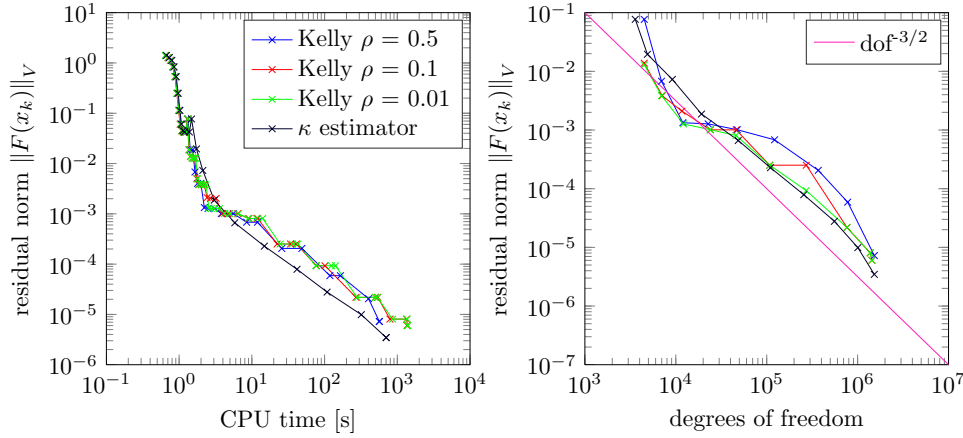 Kelly ρ = 0.5
Kelly ρ = 0.1
Kelly ρ = 0.01
κ estimator
10^1
10^0
10^-1
10^-2
10^-3
10^-4
10^-5
10^-6
10^-1
10^0
10^1
10^2
10^3
10^4
CPU time [s]
residual norm ||F(x_k)||_V
dof^-3/2
10^-1
10^-2
10^-3
10^-4
10^-5
10^-6
10^-7
10^3
10^4
10^5
10^6
10^7
degrees of freedom
residual norm ||F(x_k)||_V